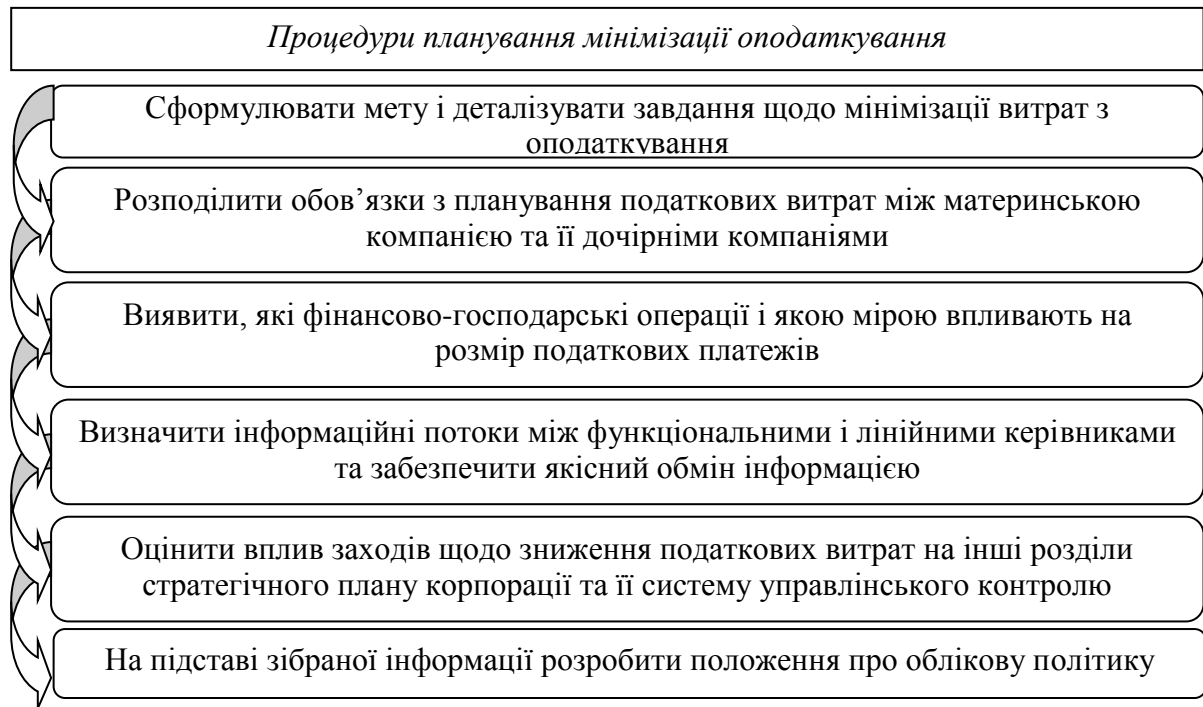 Процедури планування мінімізації оподаткування
Сформулювати мету і деталізувати завдання щодо мінімізації витрат з
оподаткування
Розподілити обов’язки з планування податкових витрат між материнською
компанією та її дочірніми компаніями
Виявити, які фінансово-господарські операції і якою мірою впливають на
розмір податкових платежів
Визначити інформаційні потоки між функціональними і лінійними керівниками
та забезпечити якісний обмін інформацією
Оцінити вплив заходів щодо зниження податкових витрат на інші розділи
стратегічного плану корпорації та її систему управлінського контролю
На підставі зібраної інформації розробити положення про облікову політику